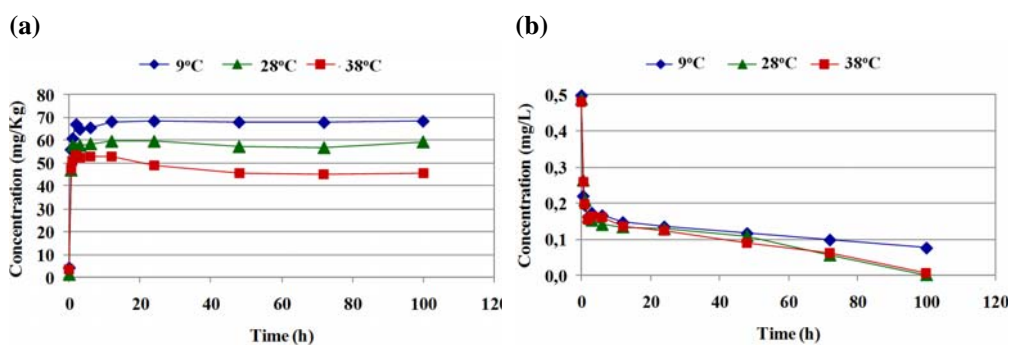 (a)
9°C 28°C 38°C
Concentration (mg/Kg)
80
70
60
50
40
30
20
10
0
0 20 40 60 80 100 120
Time (h)
(b)
9°C 28°C 38°C
Concentration (mg/L)
0,5
0,4
0,3
0,2
0,1
0,0
0 20 40 60 80 100 120
Time (h)